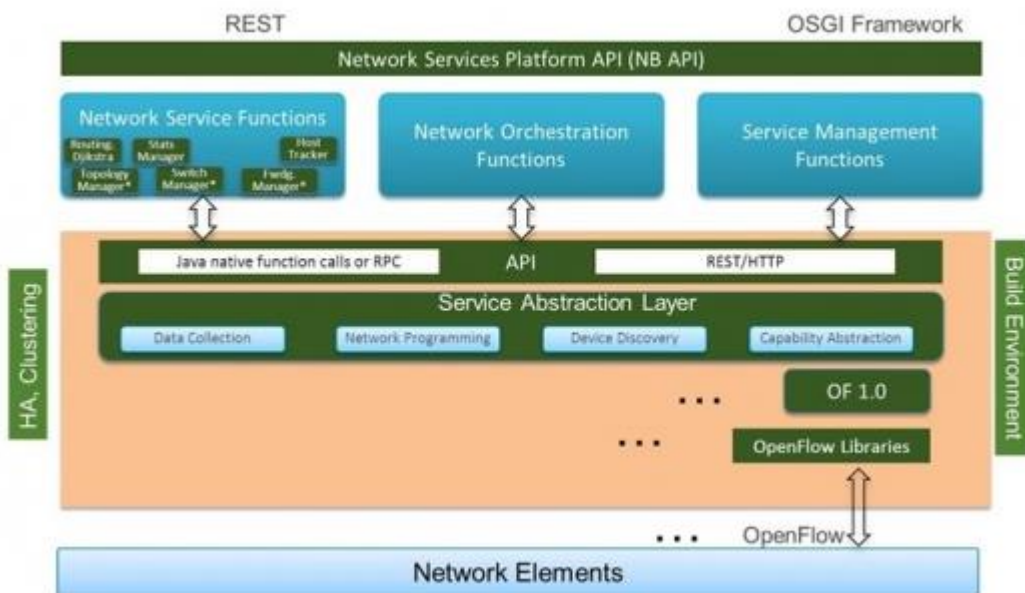 REST
OSGI Framework
Network Services Platform API (NB API)
Network Service Functions
Routing. Stats Host
Djikstra Manager Tracker
Topology Switch Fwdg.
Manager* Manager* Manager*
Network Orchestration
Functions
Service Management
Functions
HA, Clustering
Java native function calls or RPC
API
REST/HTTP
Service Abstraction Layer
Data Collection
Network Programming
Device Discovery
Capability Abstraction
Build Environment
... OF 1.0
... OpenFlow Libraries
... OpenFlow
Network Elements